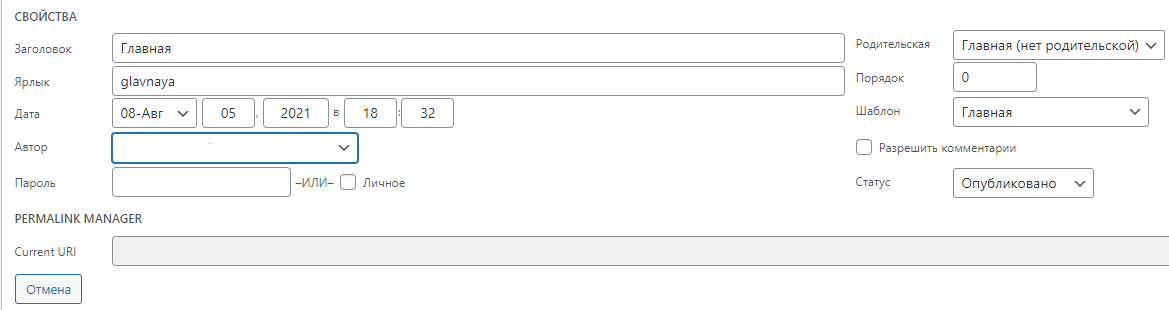 СВОЙСТВА
Заголовок Главная
Ярлык glavnaya
Дата 08-Авг 05 , 2021 в 18 : 32
Автор
Пароль –ИЛИ– Личное
Родительская Главная (нет родительской)
Порядок 0
Шаблон Главная
Разрешить комментарии
Статус Опубликовано
PERMALINK MANAGER
Current URI
Отмена